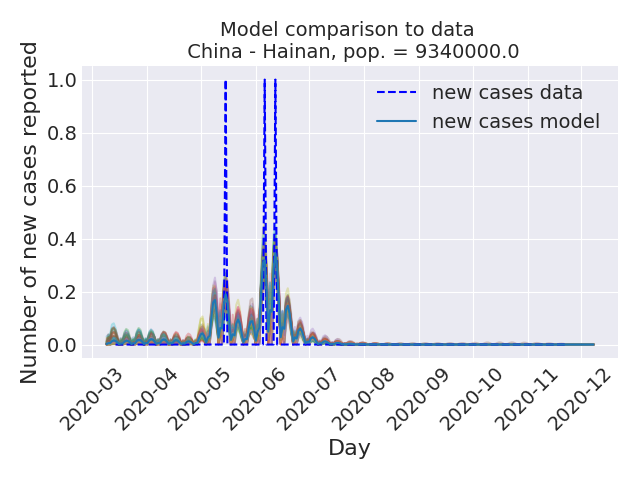 Model comparison to data
China - Hainan, pop. = 9340000.0
new cases data
new cases model
Number of new cases reported
1.0
0.8
0.6
0.4
0.2
0.0
2020-03
2020-04
2020-05
2020-06
2020-07
2020-08
2020-09
2020-10
2020-11
2020-12
Day